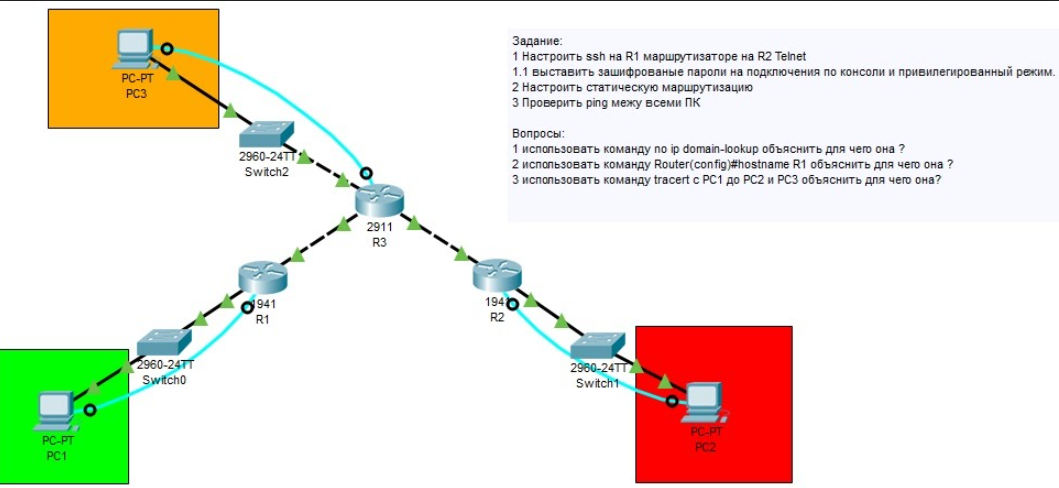 Задание:
1 Настроить ssh на R1 маршрутизаторе на R2 Telnet
1.1 выставить зашифрованые пароли на подключения по консоли и привилегированный режим.
2 Настроить статическую маршрутизацию
3 Проверить ping межу всеми ПК
Вопросы:
1 использовать команду no ip domain-lookup объяснить для чего она ?
2 использовать команду Router(config)#hostname R1 объяснить для чего она ?
3 использовать команду tracert с PC1 до PC2 и PC3 объяснить для чего она?
PC-PT
PC3
2960-24TT
Switch2
2911
R3
1941
R1
1941
R2
2960-24TT
Switch0
2960-24TT
Switch1
PC-PT
PC1
PC-PT
PC2